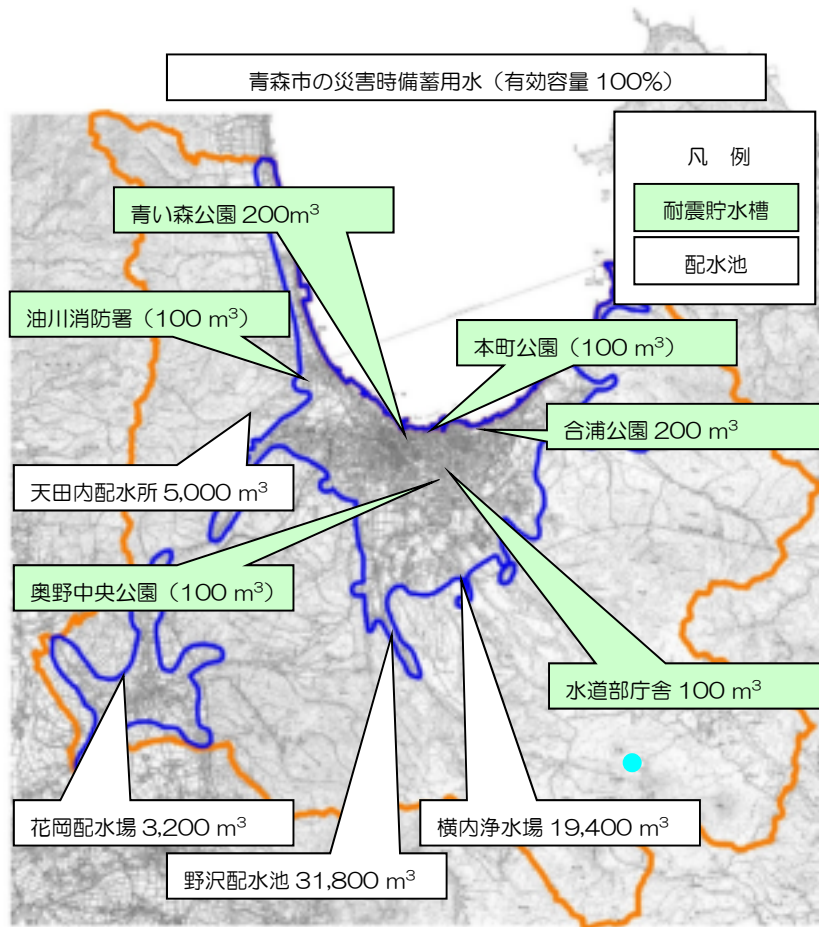 青森市の災害時備蓄用水（有効容量 100%）
凡　例
耐震貯水槽
配水池
青い森公園 200m³
油川消防署（100 m³）
本町公園（100 m³）
合浦公園 200 m³
天田内配水所 5,000 m³
奥野中央公園（100 m³）
水道部庁舎 100 m³
花岡配水場 3,200 m³
横内浄水場 19,400 m³
野沢配水池 31,800 m³